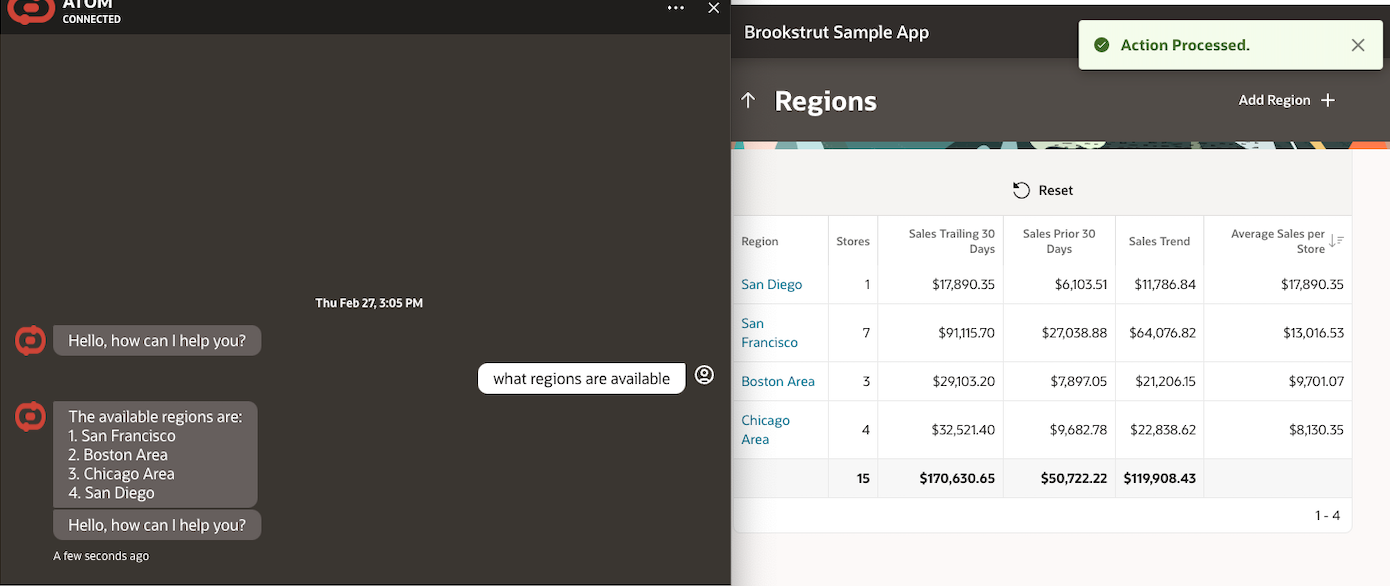 ATOM
CONNECTED
Thu Feb 27, 3:05 PM
Hello, how can I help you?
what regions are available
The available regions are:
1. San Francisco
2. Boston Area
3. Chicago Area
4. San Diego
Hello, how can I help you?
A few seconds ago
Brookstrut Sample App
Action Processed.
Regions
Add Region
Reset
Region Stores Sales Trailing 30 Days Sales Prior 30 Days Sales Trend Average Sales per Store
San Diego 1 $17,890.35 $6,103.51 $11,786.84 $17,890.35
San Francisco 7 $91,115.70 $27,038.88 $64,076.82 $13,016.53
Boston Area 3 $29,103.20 $7,897.05 $21,206.15 $9,701.07
Chicago Area 4 $32,521.40 $9,682.78 $22,838.62 $8,130.35
15 $170,630.65 $50,722.22 $119,908.43
1 - 4